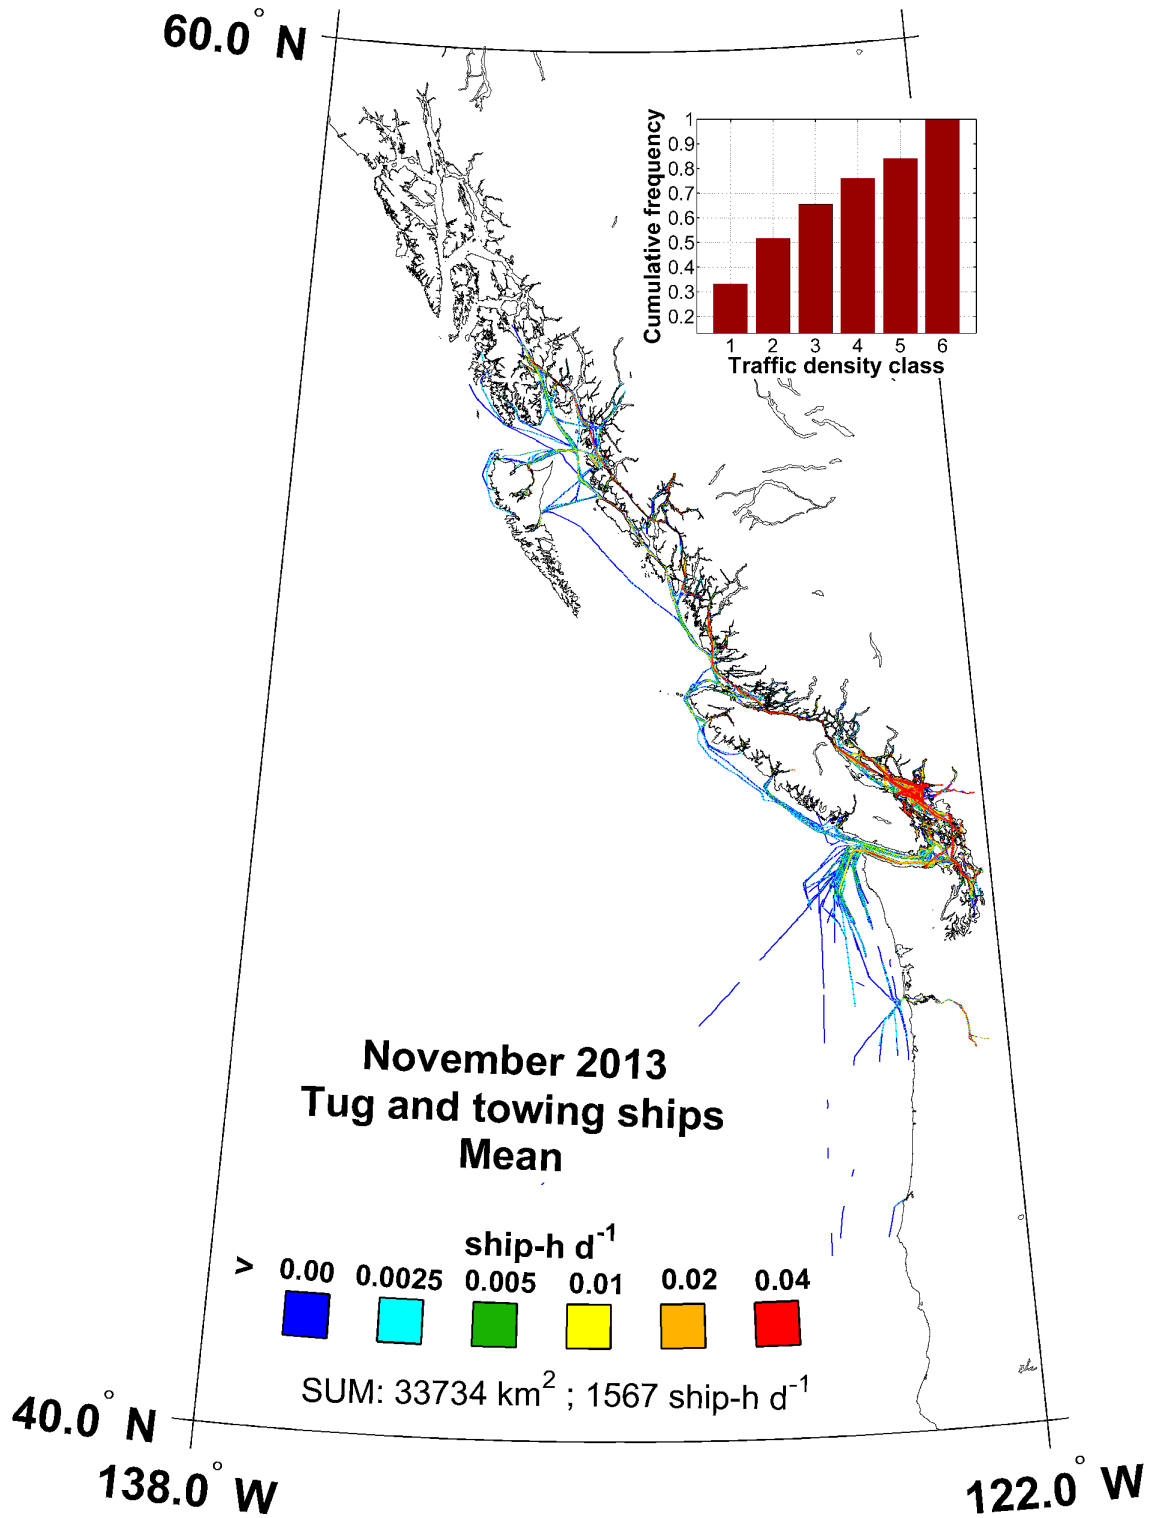 60.0° N
Cumulative frequency
1
0.9
0.8
0.7
0.6
0.5
0.4
0.3
0.2
1 2 3 4 5 6
Traffic density class
November 2013
Tug and towing ships
Mean
ship-h d⁻¹
> 0.00 0.0025 0.005 0.01 0.02 0.04
SUM: 33734 km² ; 1567 ship-h d⁻¹
40.0° N
138.0° W
122.0° W